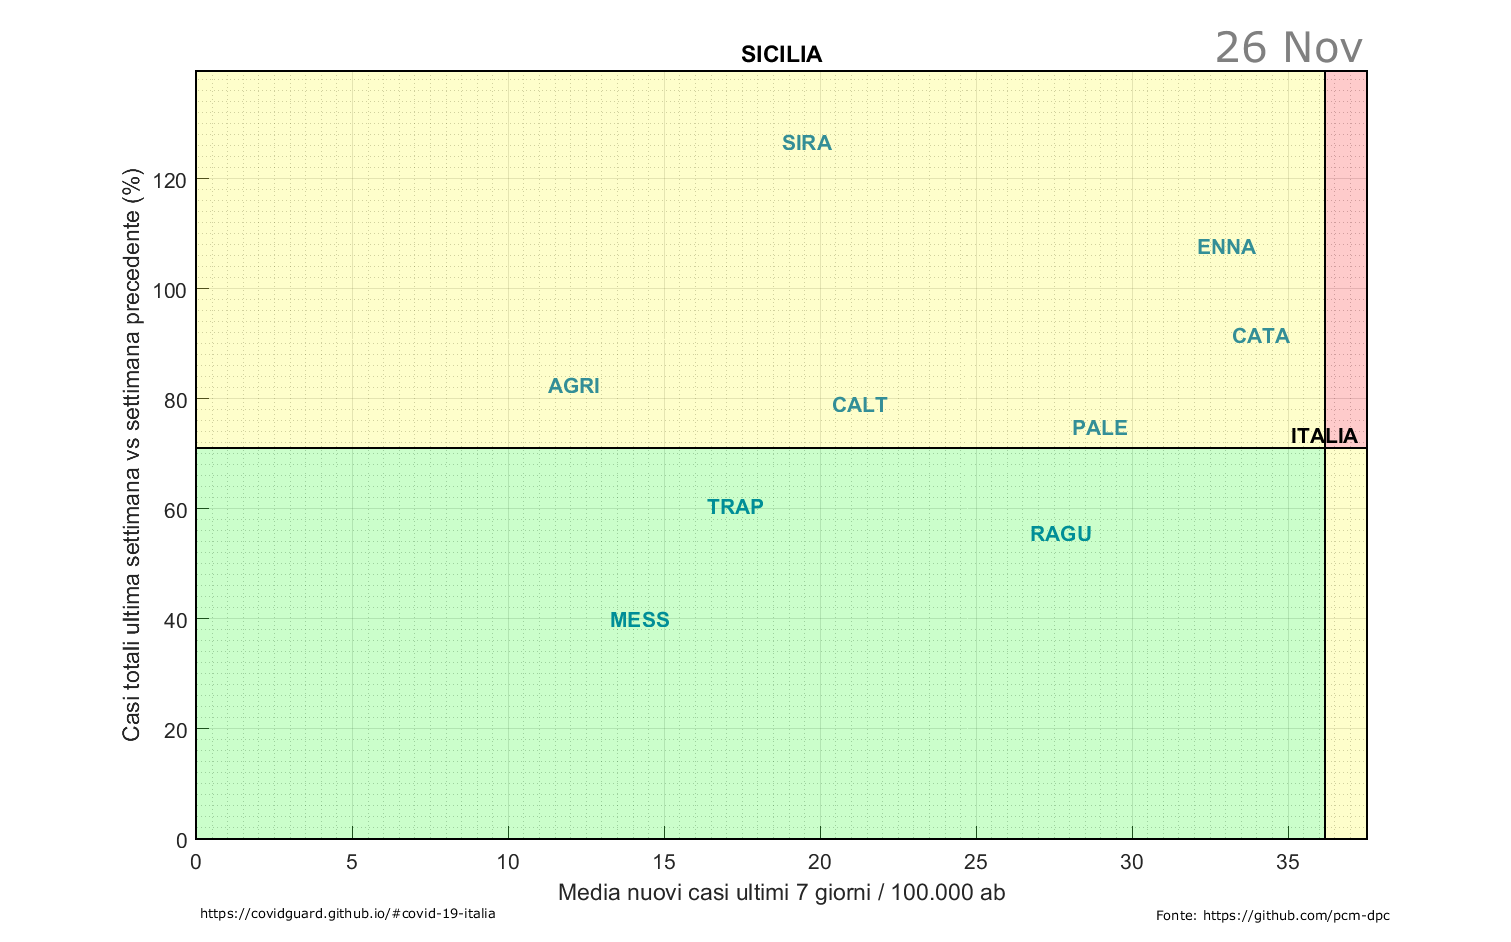 26 Nov
SICILIA
Casi totali ultima settimana vs settimana precedente (%)
120
100
80
60
40
20
0
SIRA
ENNA
CATA
AGRI
CALT
PALE
ITALIA
TRAP
RAGU
MESS
0 5 10 15 20 25 30 35
Media nuovi casi ultimi 7 giorni / 100.000 ab
https://covidguard.github.io/#covid-19-italia
Fonte: https://github.com/pcm-dpc